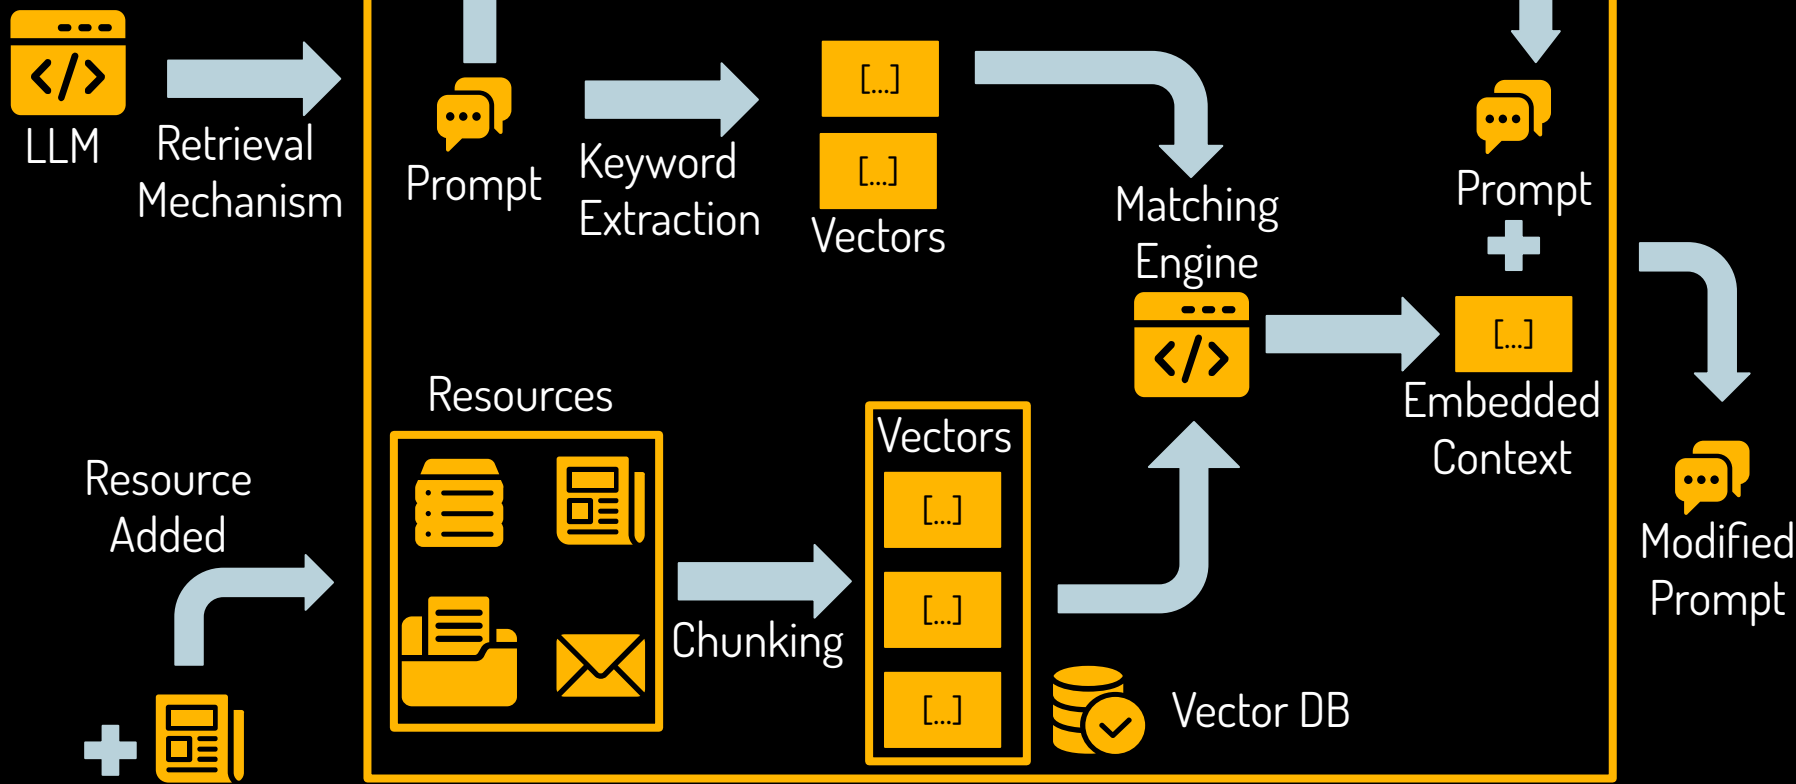 LLM
Retrieval
Mechanism
Prompt
Keyword
Extraction
[...]
[...]
Vectors
Matching
Engine
Prompt
[...]
Embedded
Context
Modified
Prompt
Resource
Added
Resources
Chunking
Vectors
[...]
[...]
[...]
Vector DB